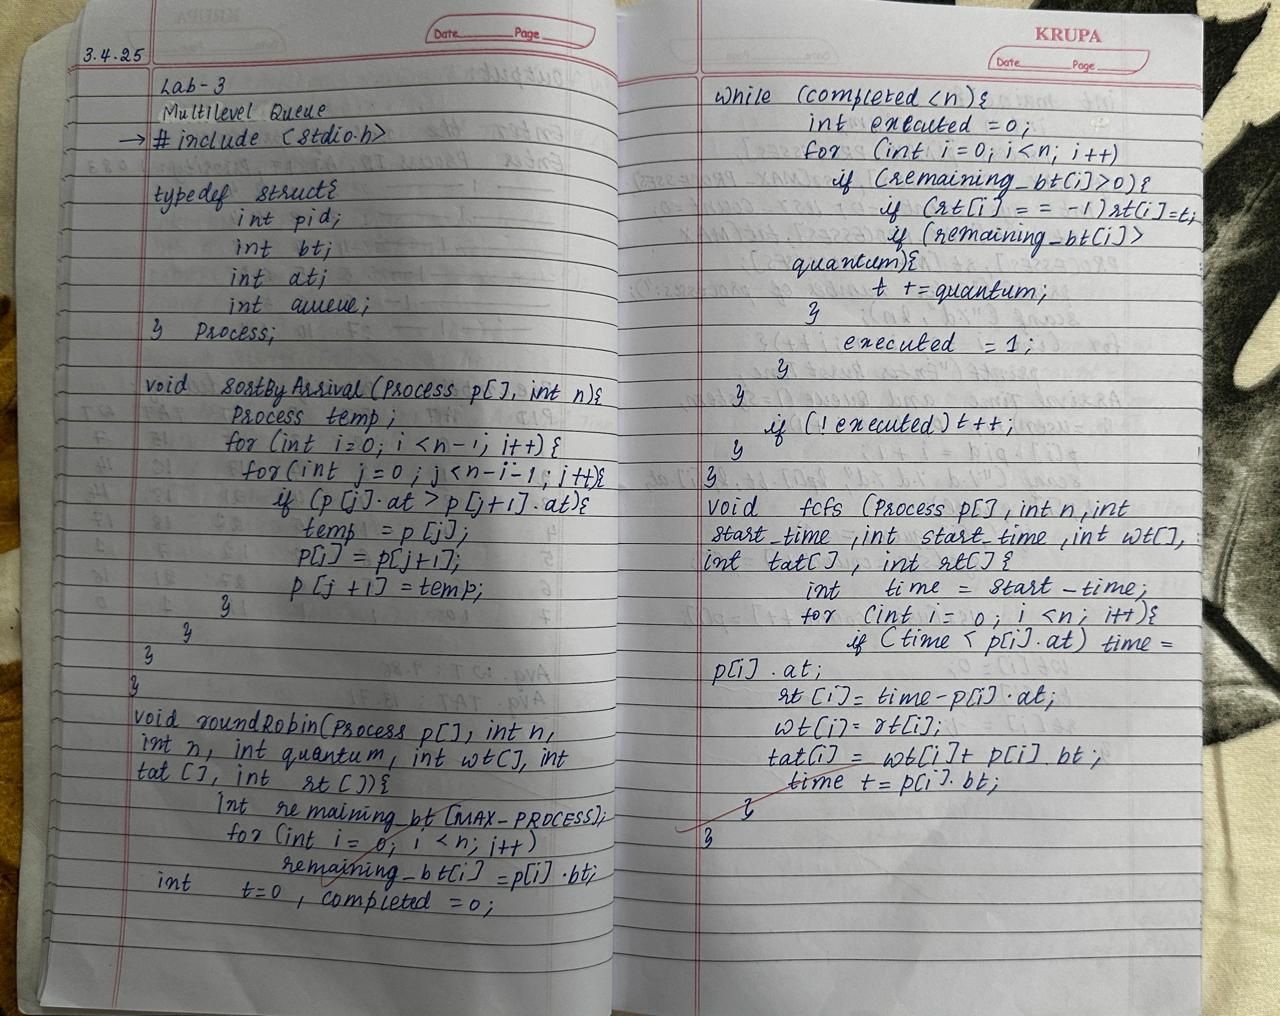 Date Page
3.4.25
Lab-3
Multilevel Queue
→ # include <stdio.h>
typedef struct{
int pid;
int bt;
int at;
int queue;
} Process;
void sortByArrival (Process p[], int n){
Process temp;
for (int i=0; i<n-1; i++) {
for (int j=0; j<n-i-1; j++){
if (p[j].at > p[j+1].at){
temp = p[j];
p[j] = p[j+1];
p[j+1] = temp;
}
}
}
}
void roundRobin(Process p[], int n,
int n, int quantum, int wt[], int
tat[], int rt[]){
int remaining_bt [MAX-PROCESS];
for (int i = 0; i < n; i++)
remaining_bt[i] = p[i].bt;
int t=0, completed = 0;
KRUPA
Date Page
while (completed < n) {
int executed = 0;
for (int i=0; i<n; i++)
if (remaining_bt[i]>0){
if (rt[i] == -1) rt[i]=t;
if (remaining_bt[i]>
quantum){
t += quantum;
}
executed = 1;
}
}
if (! executed) t++;
}
}
void fcfs (Process p[], int n, int
start_time, int start_time, int wt[],
int tat[], int rt[] {
int time = start-time;
for (int i=0; i<n; i++){
if (time < p[i].at) time =
p[i].at;
rt[i]= time-p[i].at;
wt[i]= rt[i];
tat[i] = wt[i]+ p[i].bt;
time t= p[i].bt;
}
}